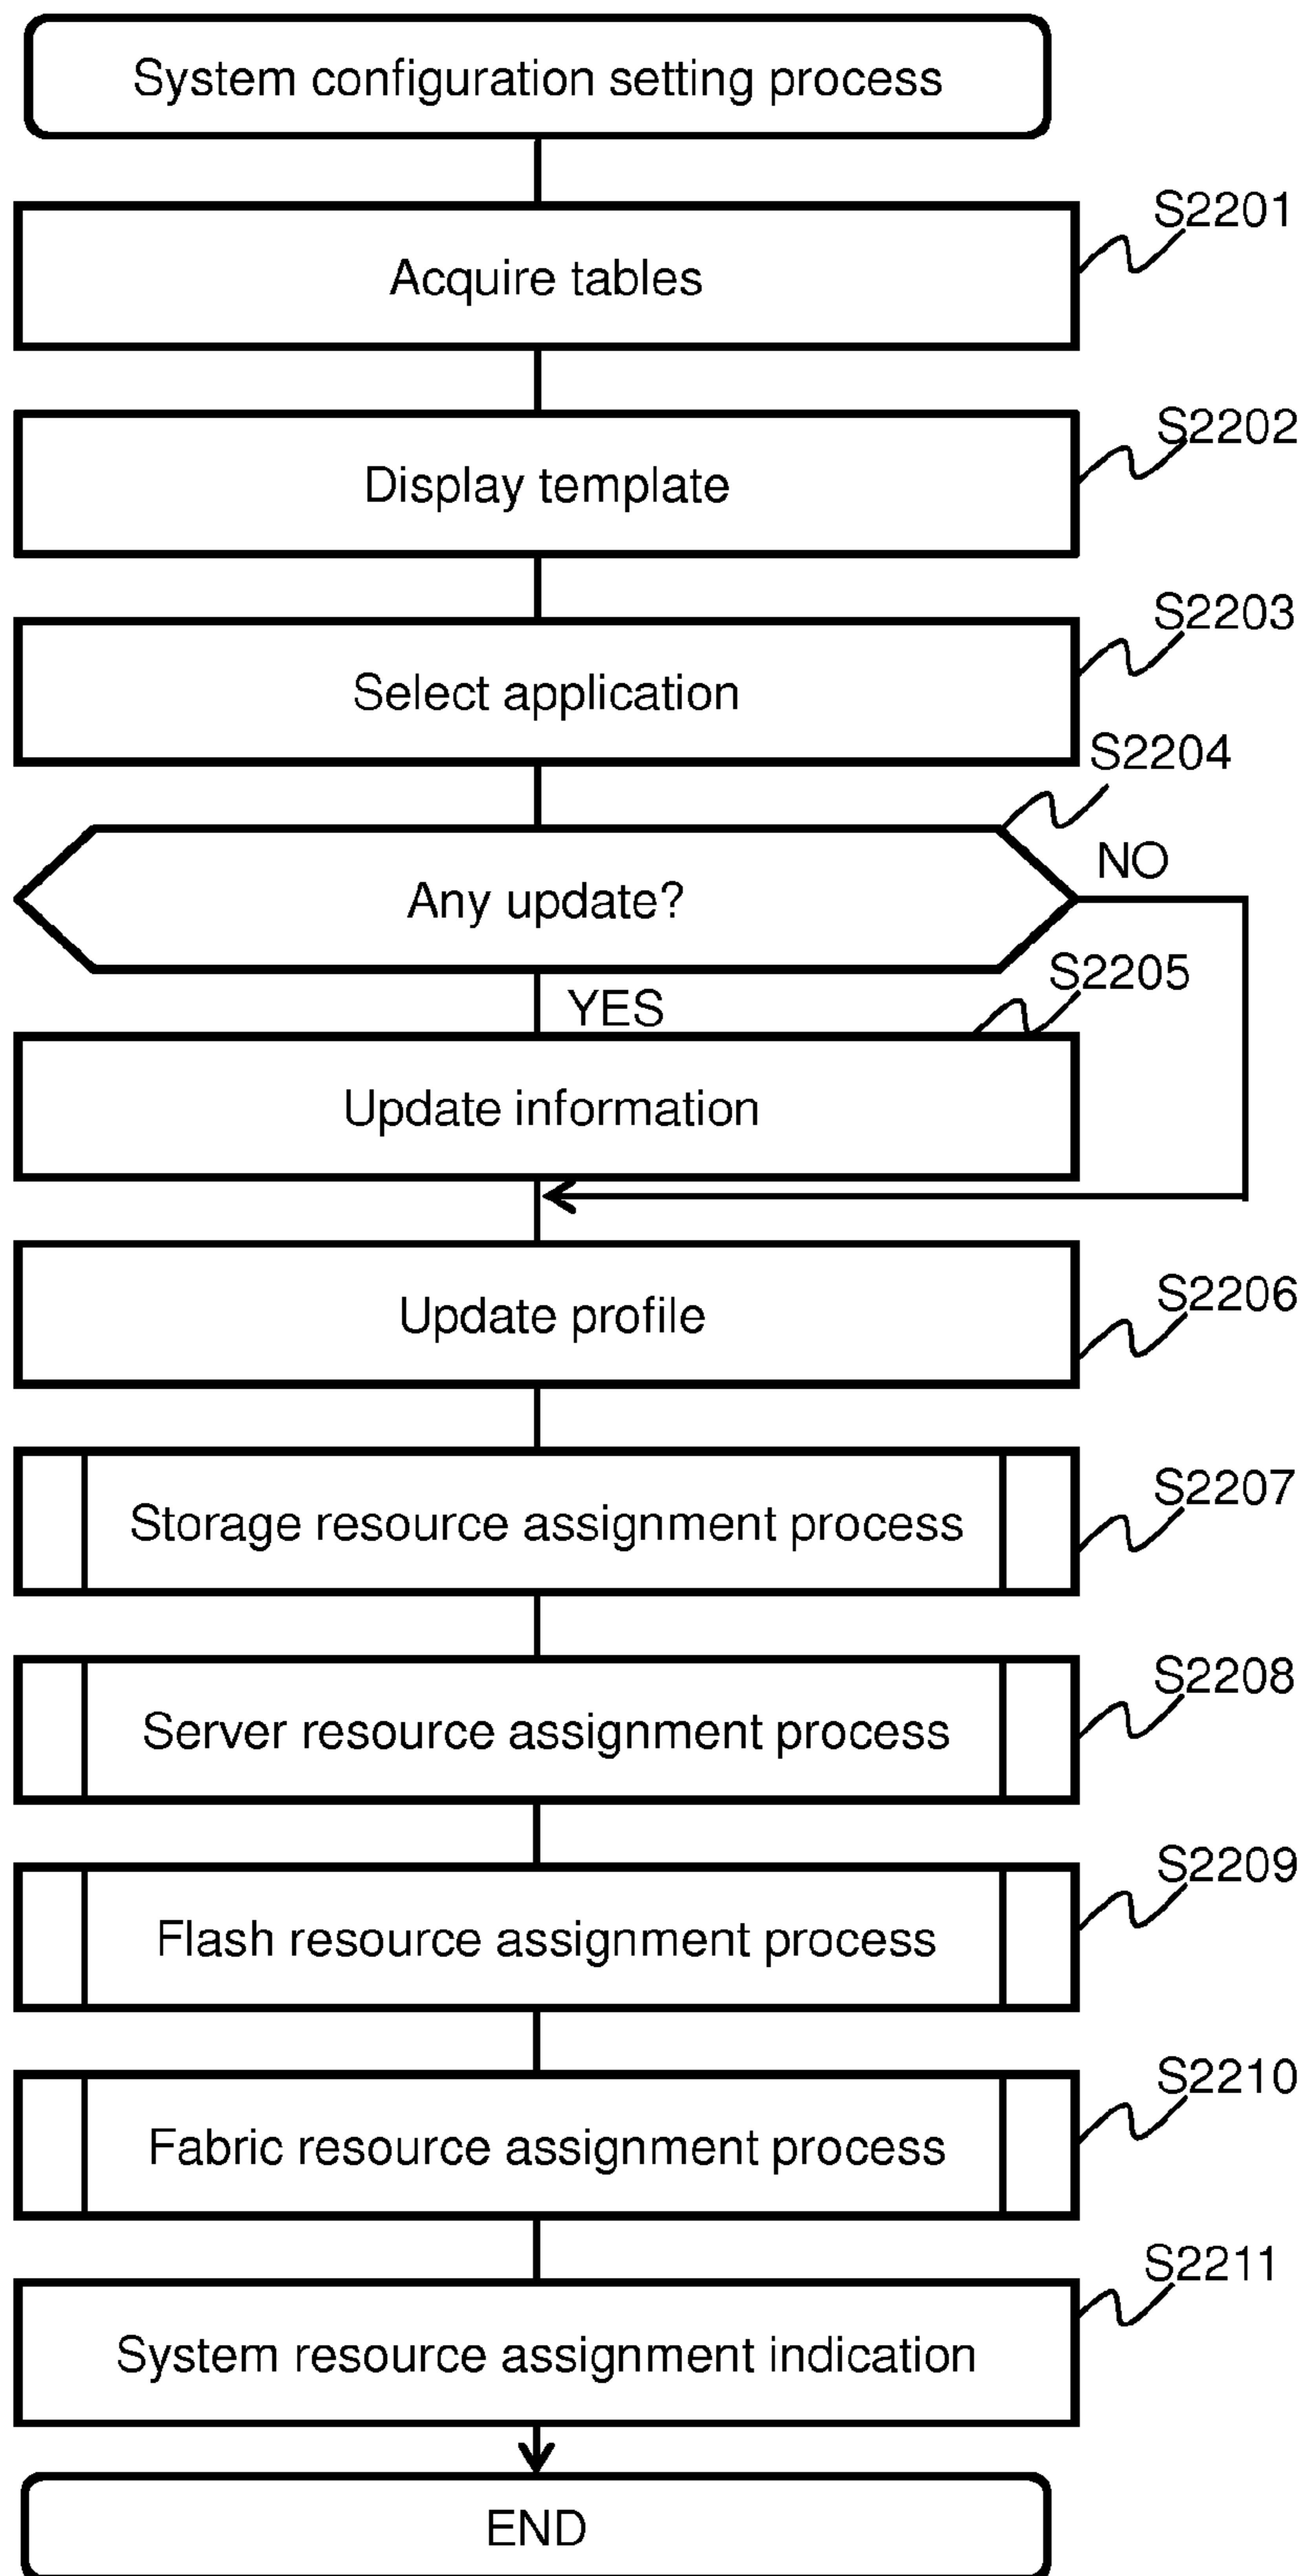 System configuration setting process
S2201
Acquire tables
S2202
Display template
S2203
Select application
S2204
Any update?
NO
YES
S2205
Update information
Update profile
S2206
Storage resource assignment process
S2207
Server resource assignment process
S2208
Flash resource assignment process
S2209
Fabric resource assignment process
S2210
System resource assignment indication
S2211
END